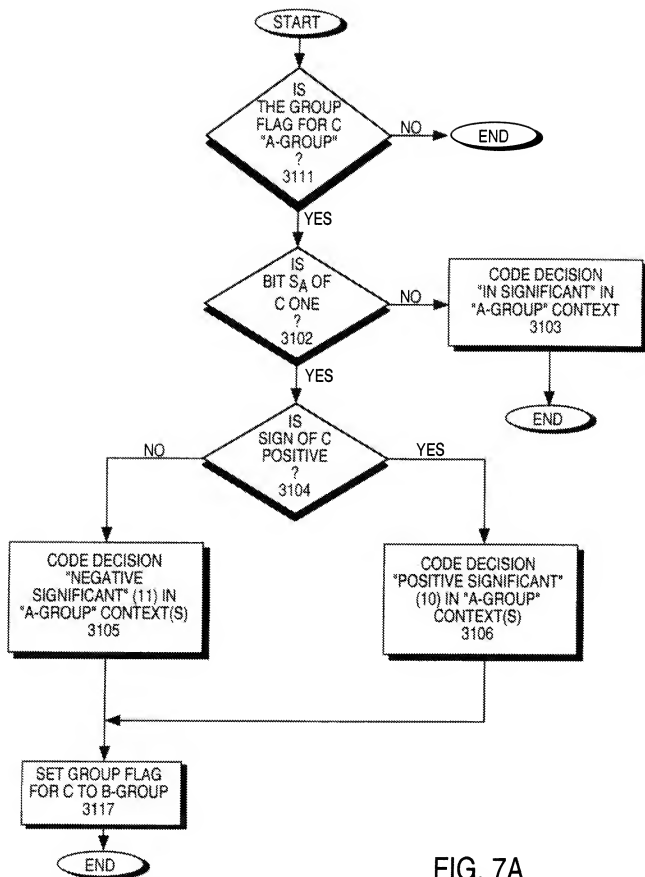 START
IS
THE GROUP
FLAG FOR C
"A-GROUP"
?
3111
NO
END
YES
IS
BIT SA OF
C ONE
?
3102
NO
CODE DECISION
"IN SIGNIFICANT" IN
"A-GROUP" CONTEXT
3103
END
YES
IS
SIGN OF C
POSITIVE
?
3104
NO
YES
CODE DECISION
"NEGATIVE
SIGNIFICANT" (11) IN
"A-GROUP" CONTEXT(S)
3105
CODE DECISION
"POSITIVE SIGNIFICANT"
(10) IN "A-GROUP"
CONTEXT(S)
3106
SET GROUP FLAG
FOR C TO B-GROUP
3117
END
FIG. 7A